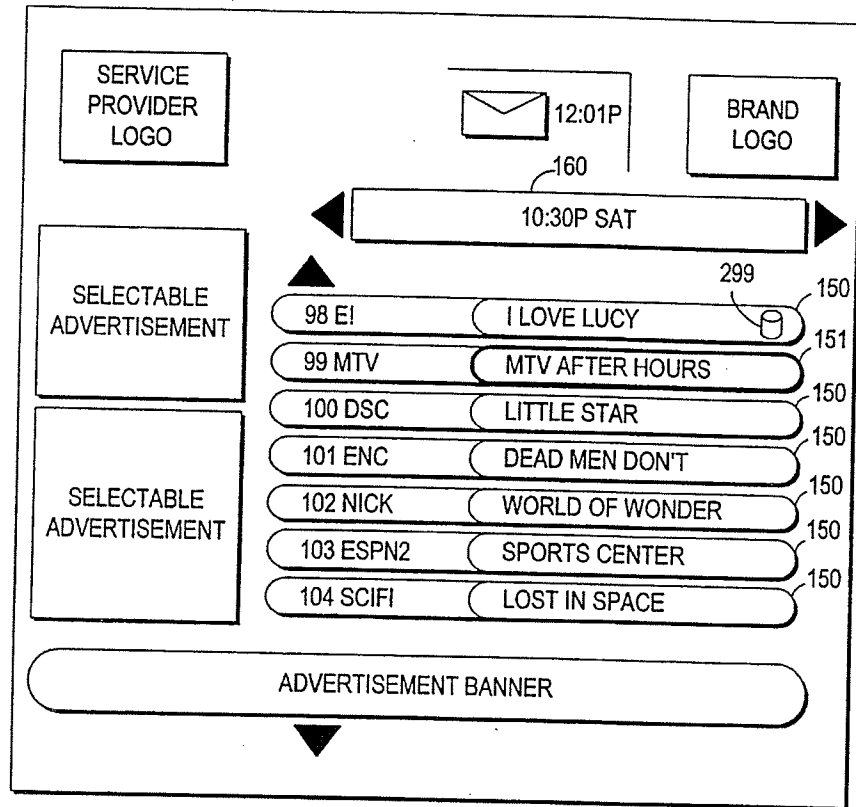 SERVICE
PROVIDER
LOGO
12:01P
BRAND
LOGO
160
10:30P SAT
299
SELECTABLE
ADVERTISEMENT
98 E! I LOVE LUCY 150
99 MTV MTV AFTER HOURS 151
100 DSC LITTLE STAR 150
101 ENC DEAD MEN DON'T 150
102 NICK WORLD OF WONDER 150
103 ESPN2 SPORTS CENTER 150
104 SCIFI LOST IN SPACE 150
SELECTABLE
ADVERTISEMENT
ADVERTISEMENT BANNER